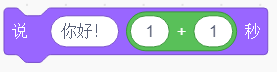 说 你好！ 1 + 1 秒